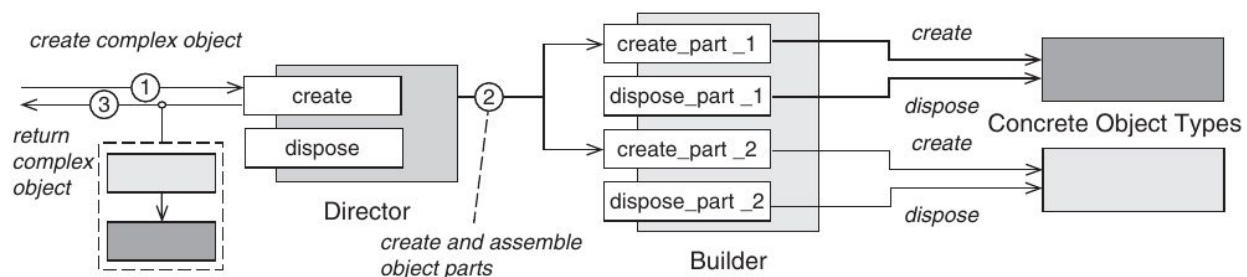 create complex object
1
3
return
complex
object
create
dispose
Director
2
create and assemble
object parts
create_part _1
dispose_part _1
create_part _2
dispose_part _2
Builder
create
dispose
Concrete Object Types
create
dispose